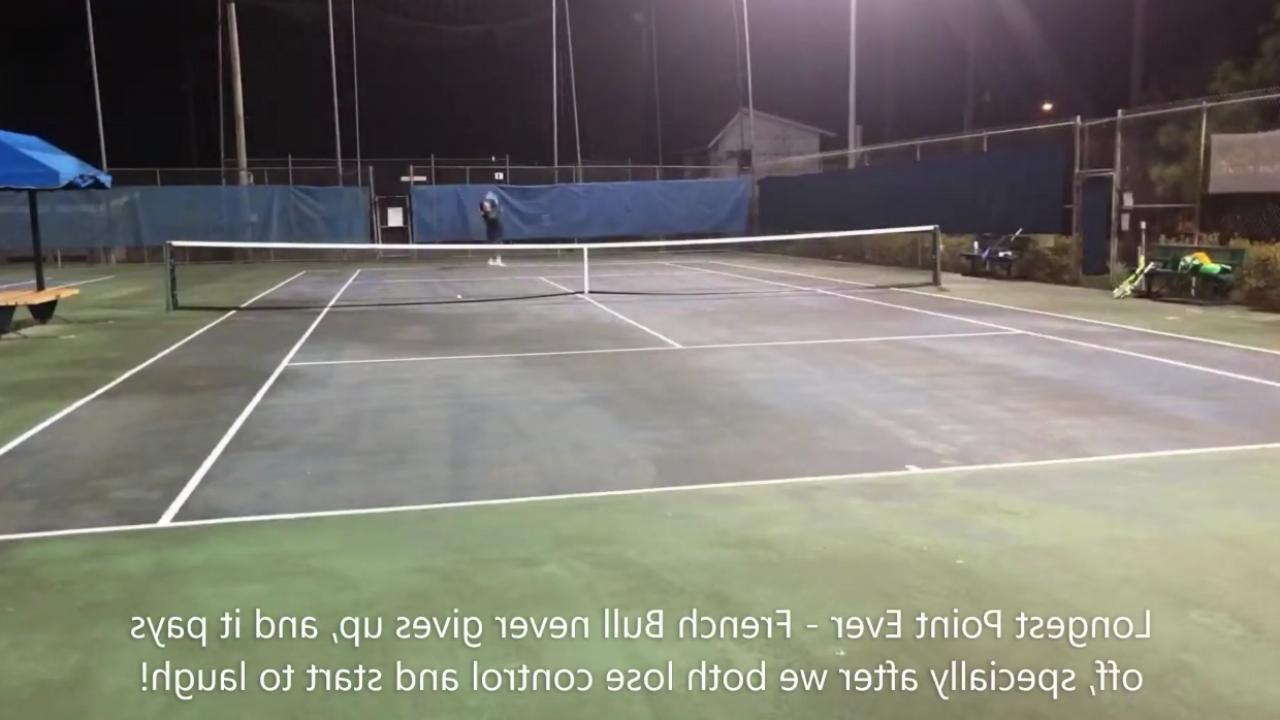 Longest Point Ever - French Bull never gives up, and it pays
off, specially after we both lose control and start to laugh!